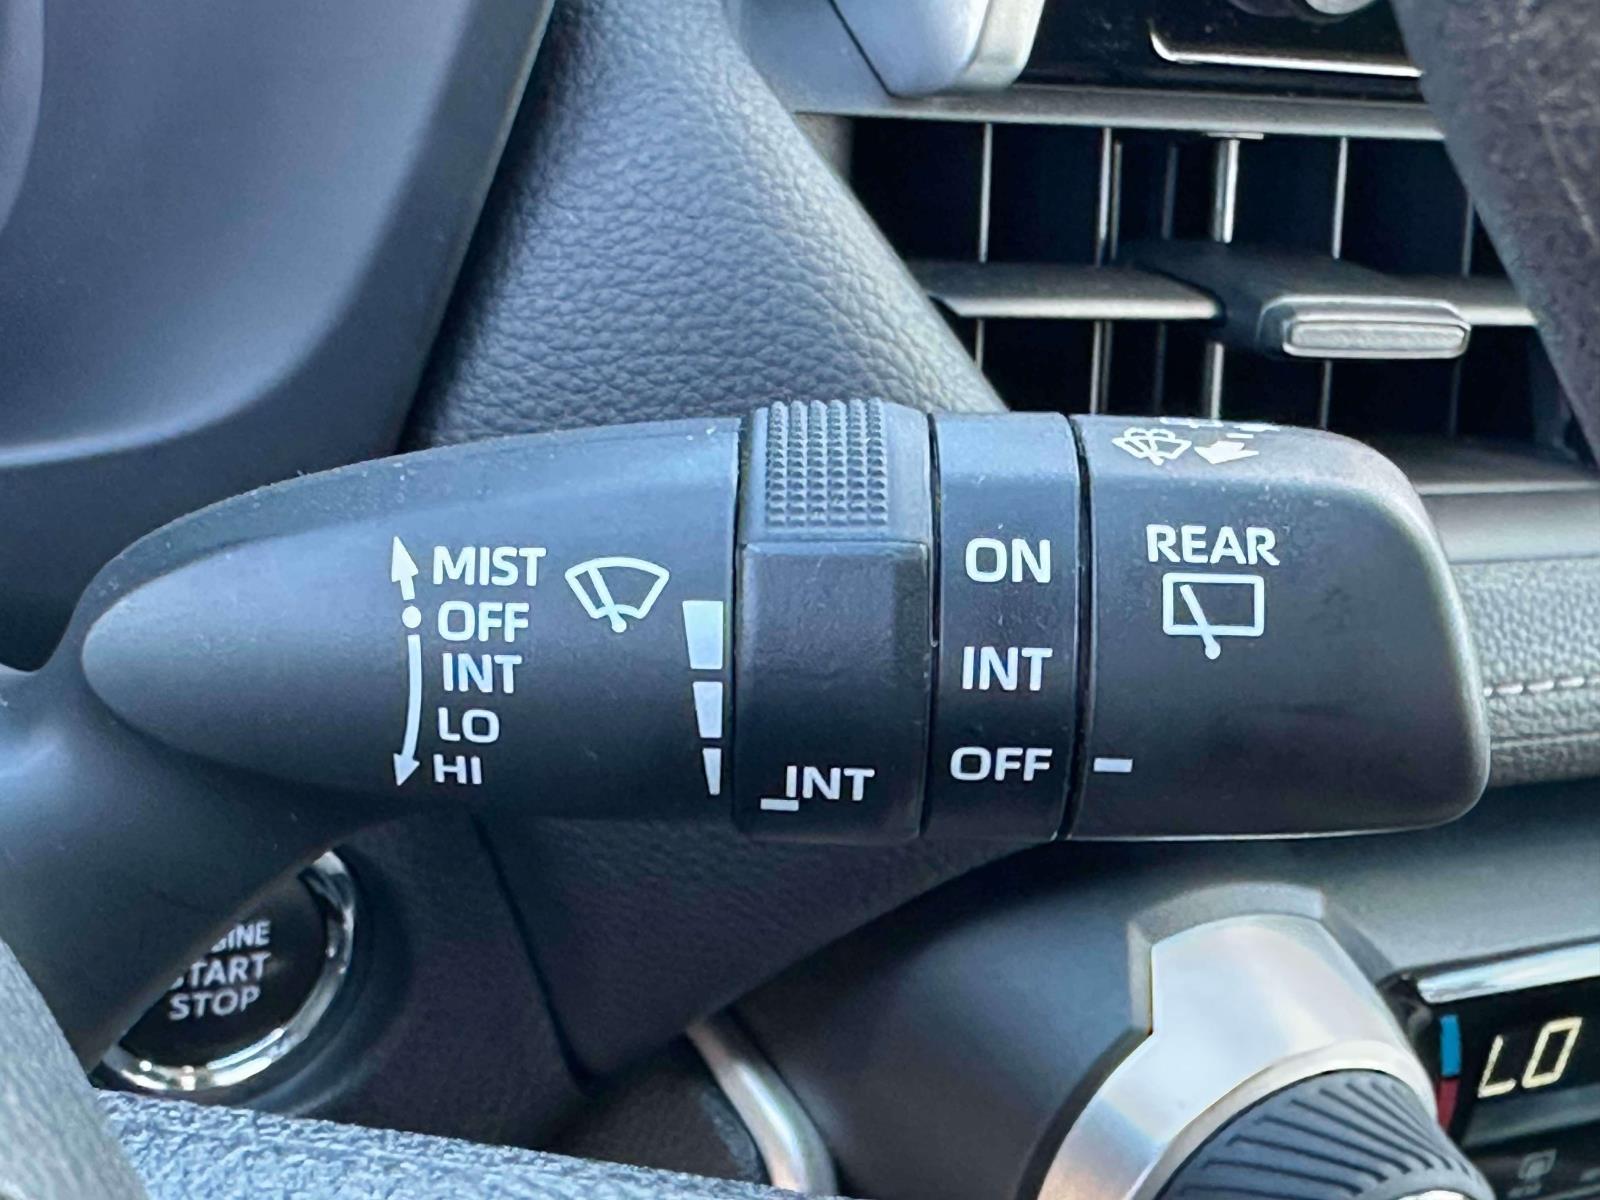 MIST
OFF
INT
LO
HI
INT
ON
INT
OFF
REAR
START
STOP
LO